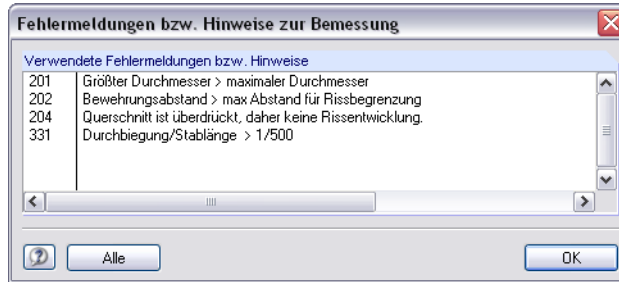 Fehlermeldungen bzw. Hinweise zur Bemessung
Verwendete Fehlermeldungen bzw. Hinweise
201 Größter Durchmesser > maximaler Durchmesser
202 Bewehrungsabstand > max Abstand für Rissbegrenzung
204 Querschnitt ist überdrückt, daher keine Rissentwicklung.
331 Durchbiegung/Stablänge > 1/500
Alle
OK